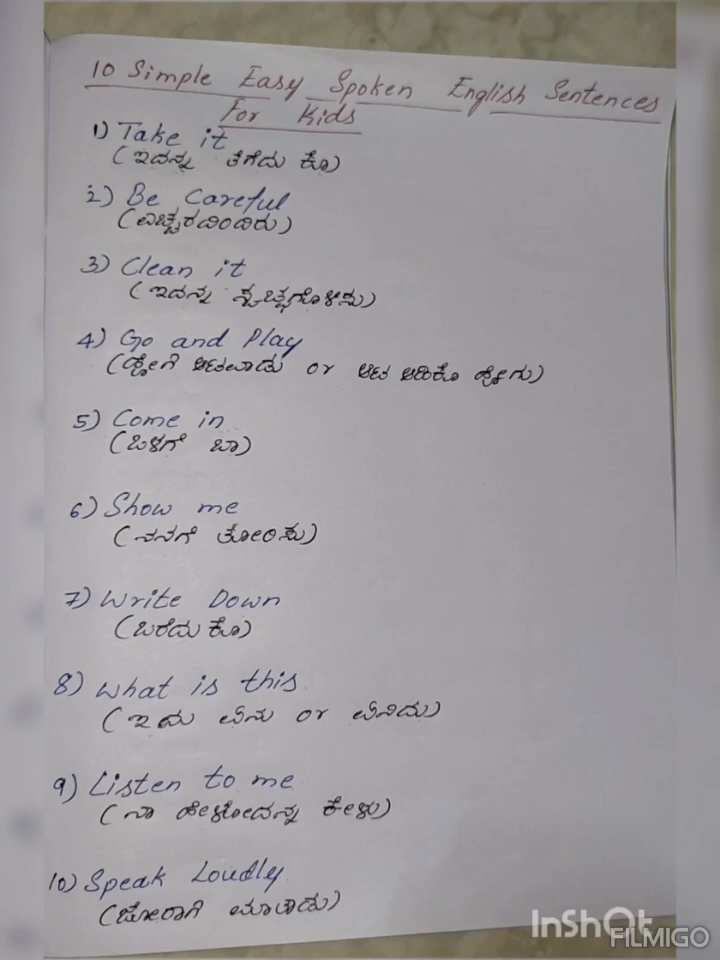 10 Simple Easy Spoken English Sentences
For Kids
1) Take it
(ಇದನ್ನು ತೆಗೆದು ಕೊ)
2) Be Careful
(ಎಚ್ಚರದಿಂದಿರು)
3) Clean it
(ಇದನ್ನು ಸ್ವಚ್ಛಗೊಳಿಸು)
4) Go and Play
(ಹೋಗಿ ಆಟವಾಡು or ಆಟ ಆಡಿಕೊ ಹೋಗು)
5) Come in
(ಒಳಗೆ ಬಾ)
6) Show me
(ನನಗೆ ತೋರಿಸು)
7) Write Down
(ಬರೆದು ಕೊ)
8) What is this
(ಇದು ಏನು or ಏನಿದು)
9) Listen to me
(ನಾ ಹೇಳೋದನ್ನು ಕೇಳು)
10) Speak Loudly
(ಜೋರಾಗಿ ಮಾತಾಡು)
InShOt
FILMIGO